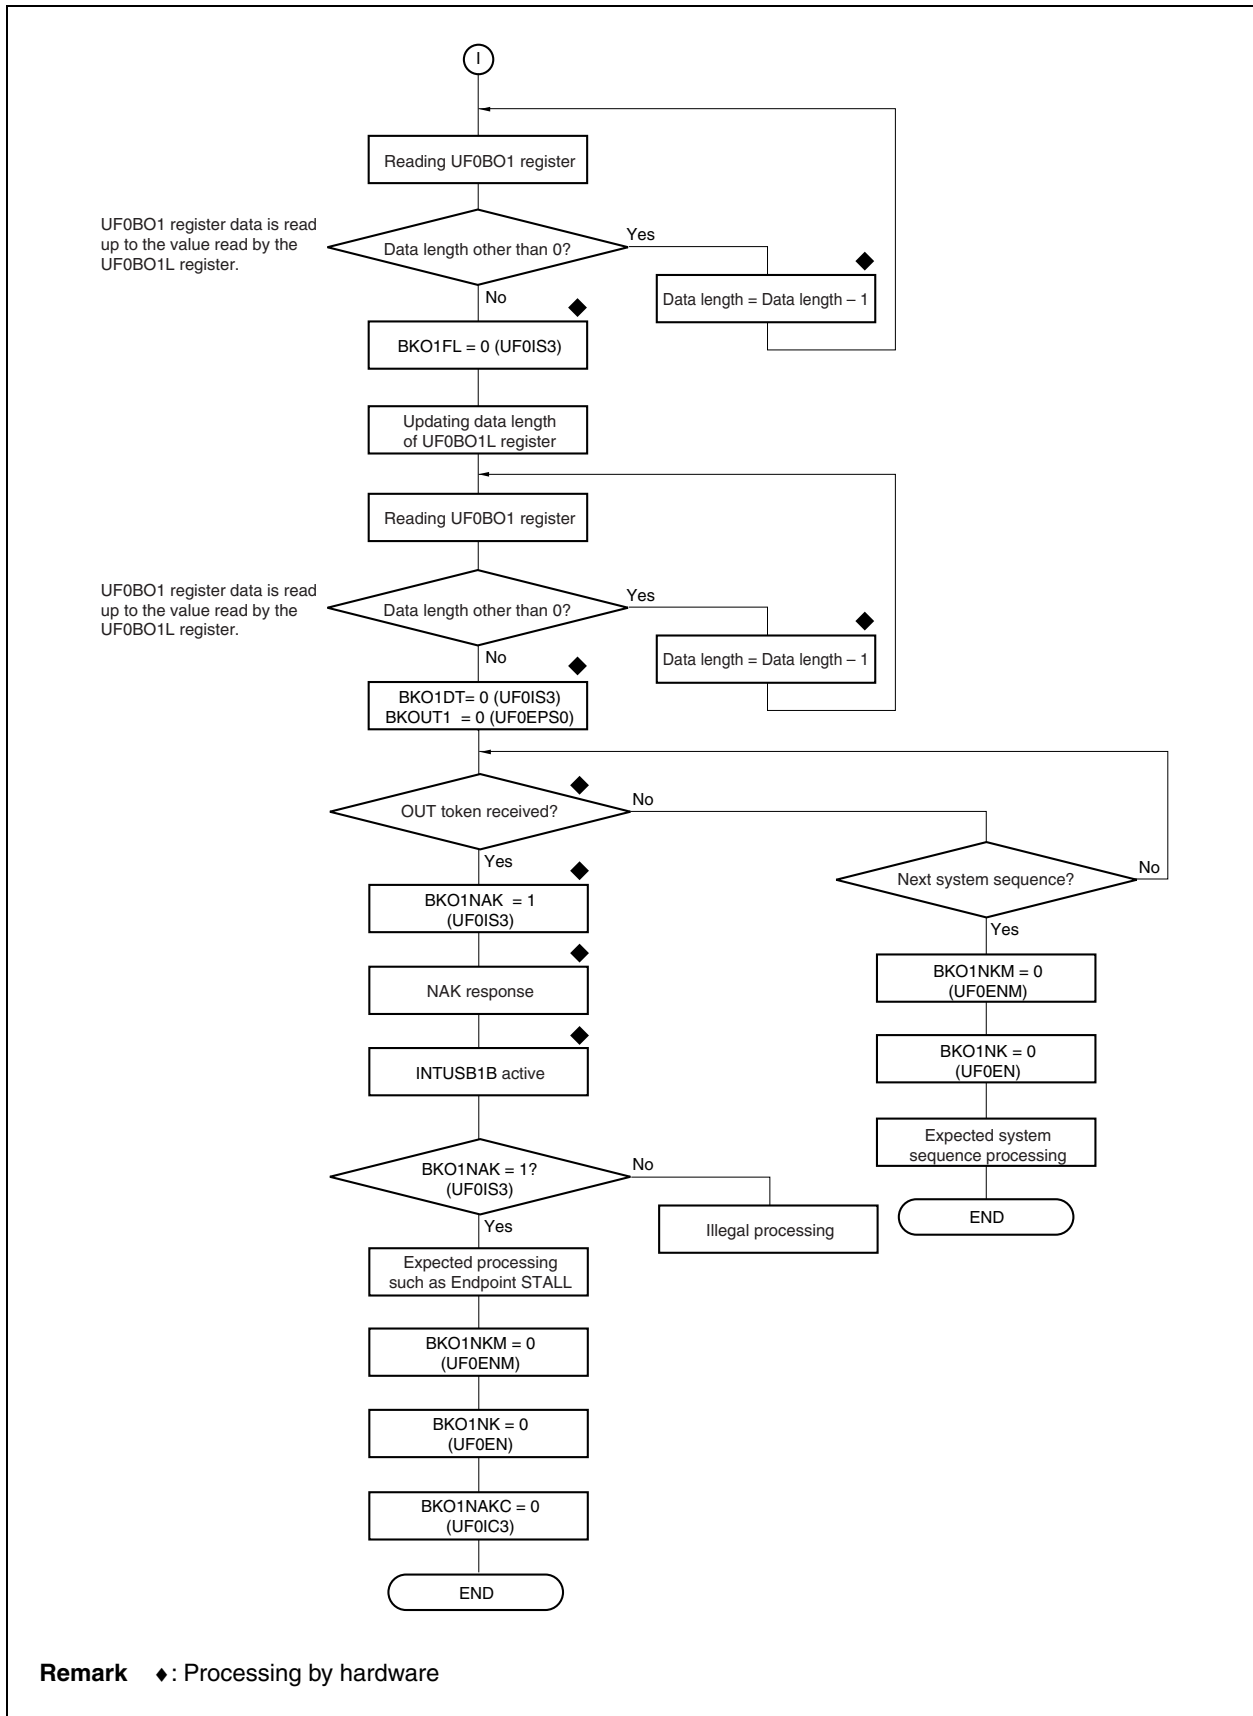 I
Reading UF0BO1 register
UF0BO1 register data is read
up to the value read by the
UF0BO1L register.
Data length other than 0?
Yes
Data length = Data length – 1
No
BKO1FL = 0 (UF0IS3)
Updating data length
of UF0BO1L register
Reading UF0BO1 register
UF0BO1 register data is read
up to the value read by the
UF0BO1L register.
Data length other than 0?
Yes
Data length = Data length – 1
No
BKO1DT= 0 (UF0IS3)
BKOUT1 = 0 (UF0EPS0)
OUT token received?
No
Yes
Next system sequence?
No
Yes
BKO1NAK = 1
(UF0IS3)
NAK response
INTUSB1B active
BKO1NKM = 0
(UF0ENM)
BKO1NK = 0
(UF0EN)
Expected system
sequence processing
END
BKO1NAK = 1?
(UF0IS3)
No
Illegal processing
Yes
Expected processing
such as Endpoint STALL
BKO1NKM = 0
(UF0ENM)
BKO1NK = 0
(UF0EN)
BKO1NAKC = 0
(UF0IC3)
END
Remark ♦: Processing by hardware